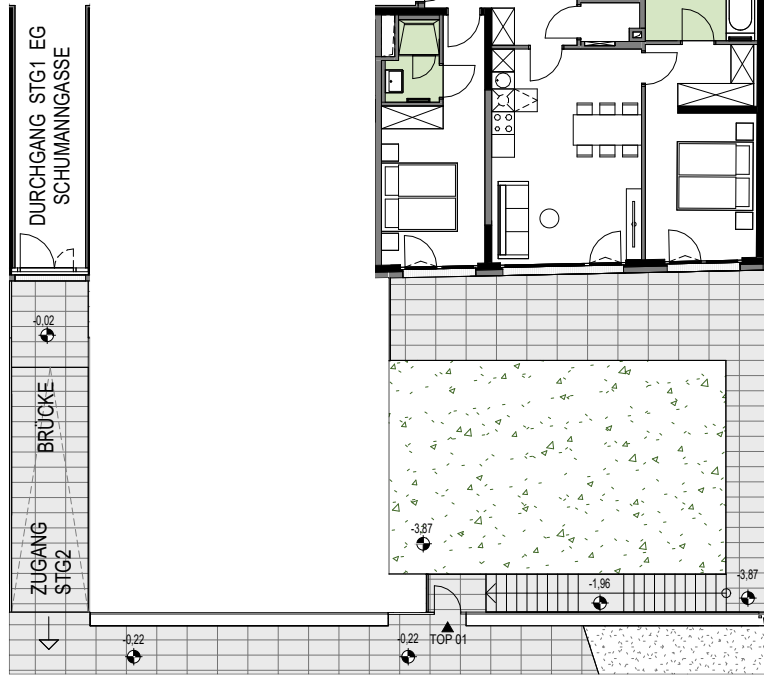 DURCHGANG STG1 EG
SCHUMANNGASSE
-0,02
BRÜCKE
ZUGANG
STG2
-3,87
-1,96
-3,87
-0,22
-0,22
TOP 01